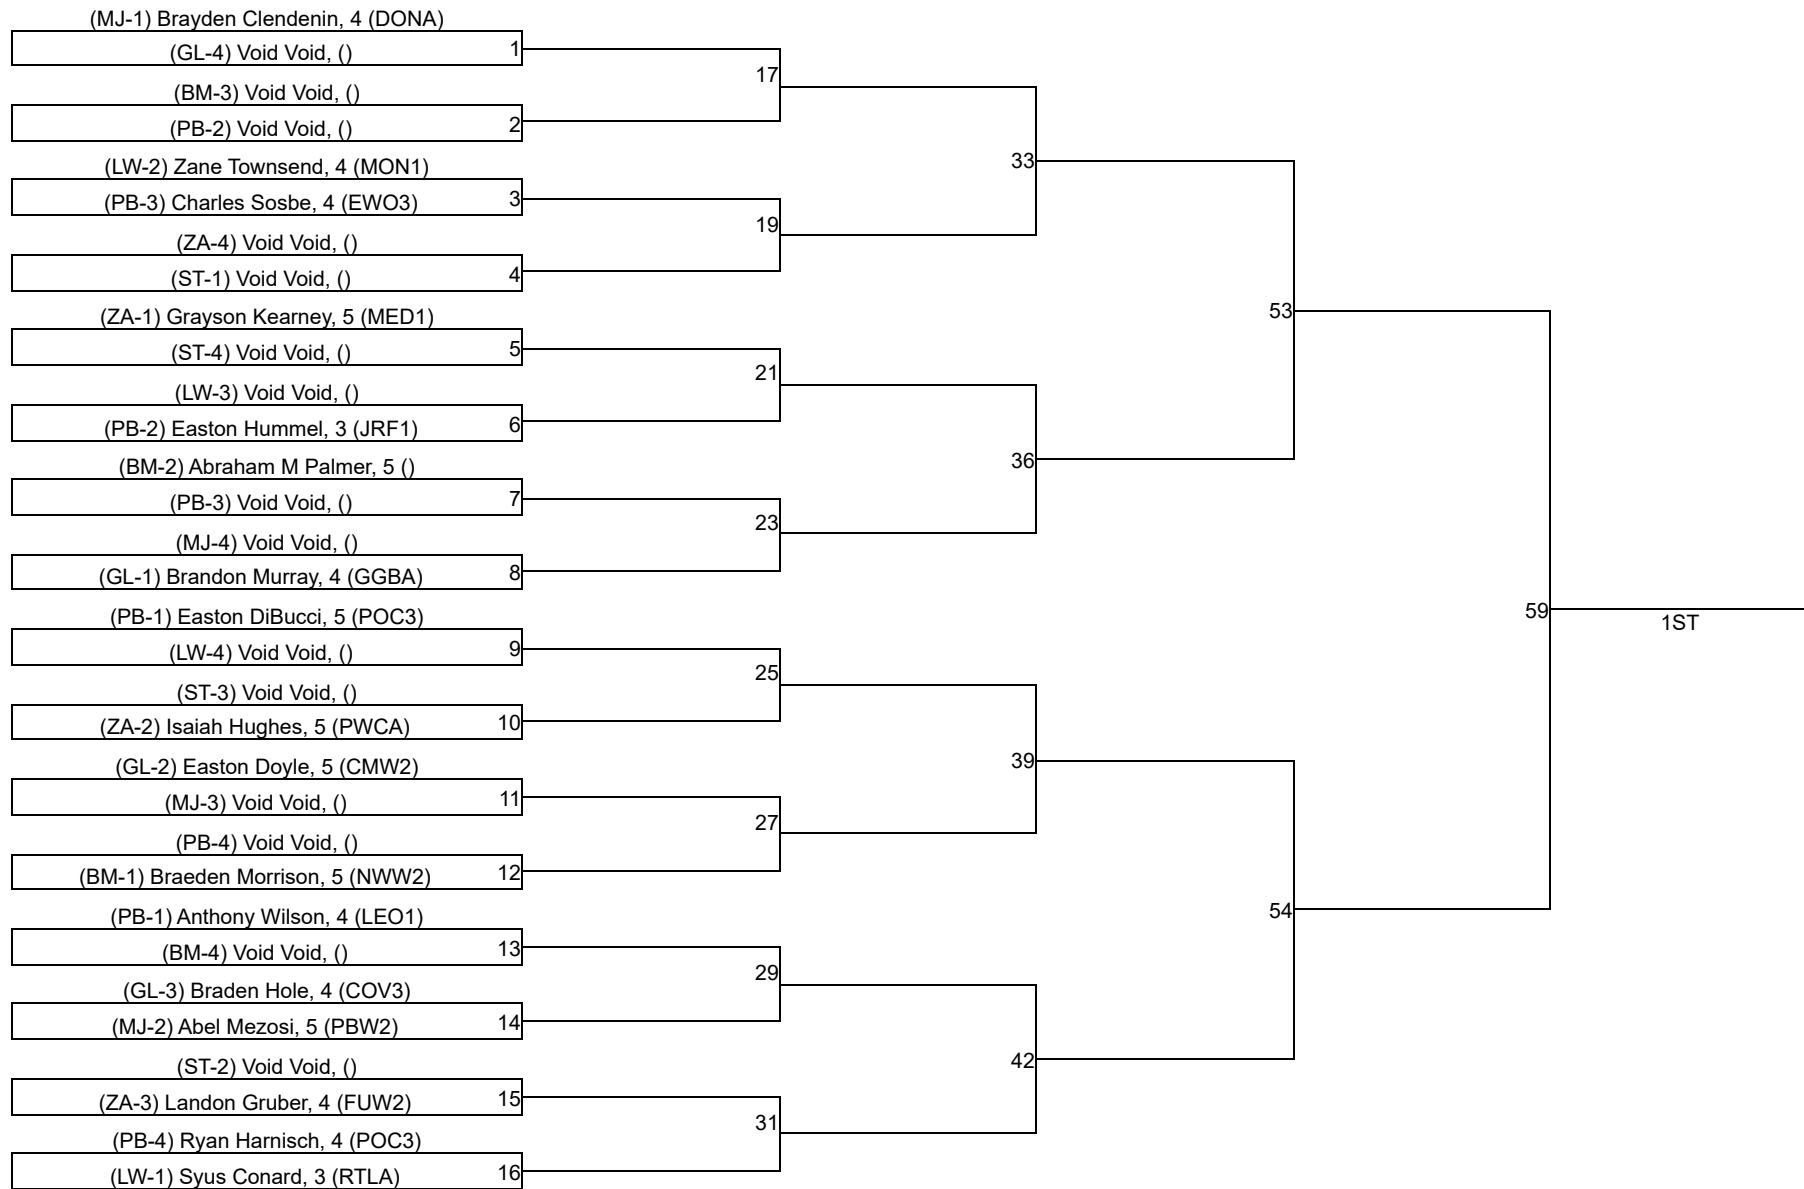 (MJ-1) Brayden Clendenin, 4 (DONA)
(GL-4) Void Void, ()
1
(BM-3) Void Void, ()
(PB-2) Void Void, ()
2
(LW-2) Zane Townsend, 4 (MON1)
(PB-3) Charles Sosbe, 4 (EWO3)
3
(ZA-4) Void Void, ()
(ST-1) Void Void, ()
4
(ZA-1) Grayson Kearney, 5 (MED1)
(ST-4) Void Void, ()
5
(LW-3) Void Void, ()
(PB-2) Easton Hummel, 3 (JRF1)
6
(BM-2) Abraham M Palmer, 5 ()
(PB-3) Void Void, ()
7
(MJ-4) Void Void, ()
(GL-1) Brandon Murray, 4 (GGBA)
8
(PB-1) Easton DiBucci, 5 (POC3)
(LW-4) Void Void, ()
9
(ST-3) Void Void, ()
(ZA-2) Isaiah Hughes, 5 (PWCA)
10
(GL-2) Easton Doyle, 5 (CMW2)
(MJ-3) Void Void, ()
11
(PB-4) Void Void, ()
(BM-1) Braeden Morrison, 5 (NWW2)
12
(PB-1) Anthony Wilson, 4 (LEO1)
(BM-4) Void Void, ()
13
(GL-3) Braden Hole, 4 (COV3)
(MJ-2) Abel Mezosi, 5 (PBW2)
14
(ST-2) Void Void, ()
(ZA-3) Landon Gruber, 4 (FUW2)
15
(PB-4) Ryan Harnisch, 4 (POC3)
(LW-1) Syus Conard, 3 (RTLA)
16
17
19
21
23
25
27
29
31
33
36
39
42
53
54
59
1ST